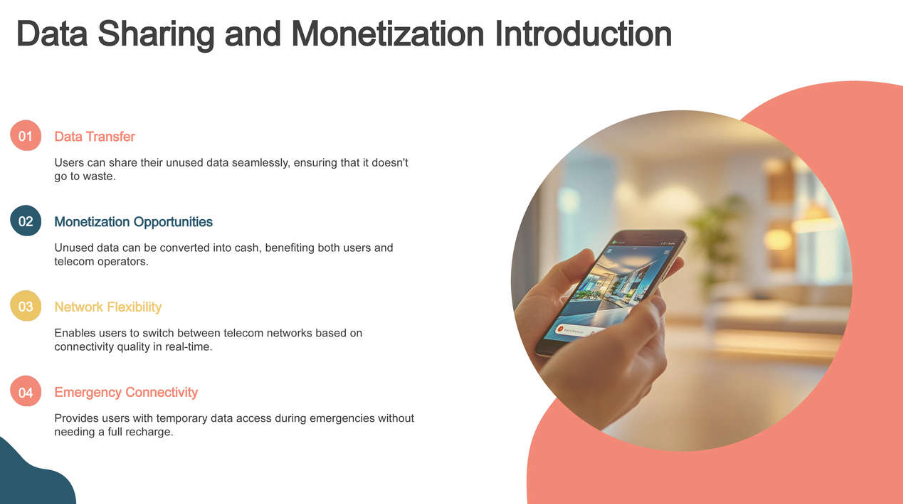 Data Sharing and Monetization Introduction
01
Data Transfer
Users can share their unused data seamlessly, ensuring that it doesn't
go to waste.
02
Monetization Opportunities
Unused data can be converted into cash, benefiting both users and
telecom operators.
03
Network Flexibility
Enables users to switch between telecom networks based on
connectivity quality in real-time.
04
Emergency Connectivity
Provides users with temporary data access during emergencies without
needing a full recharge.